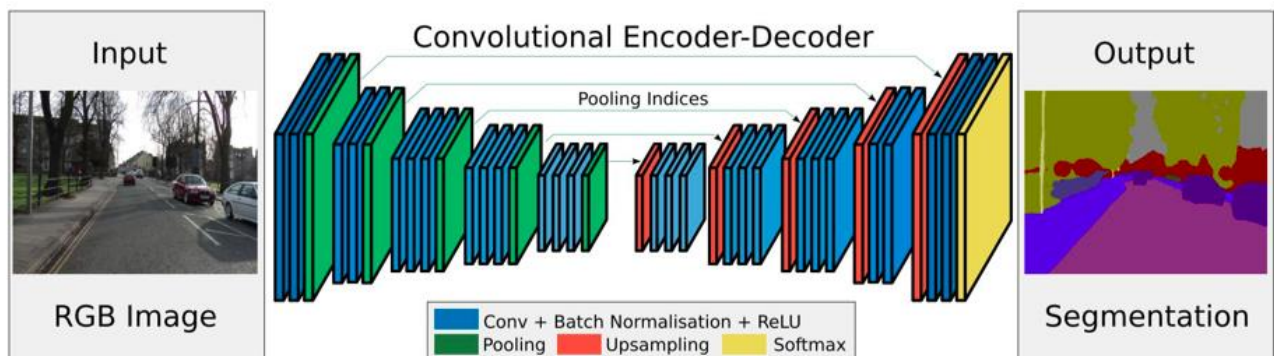 Input
RGB Image
Convolutional Encoder-Decoder
Pooling Indices
Conv + Batch Normalisation + ReLU
Pooling Upsampling Softmax
Output
Segmentation